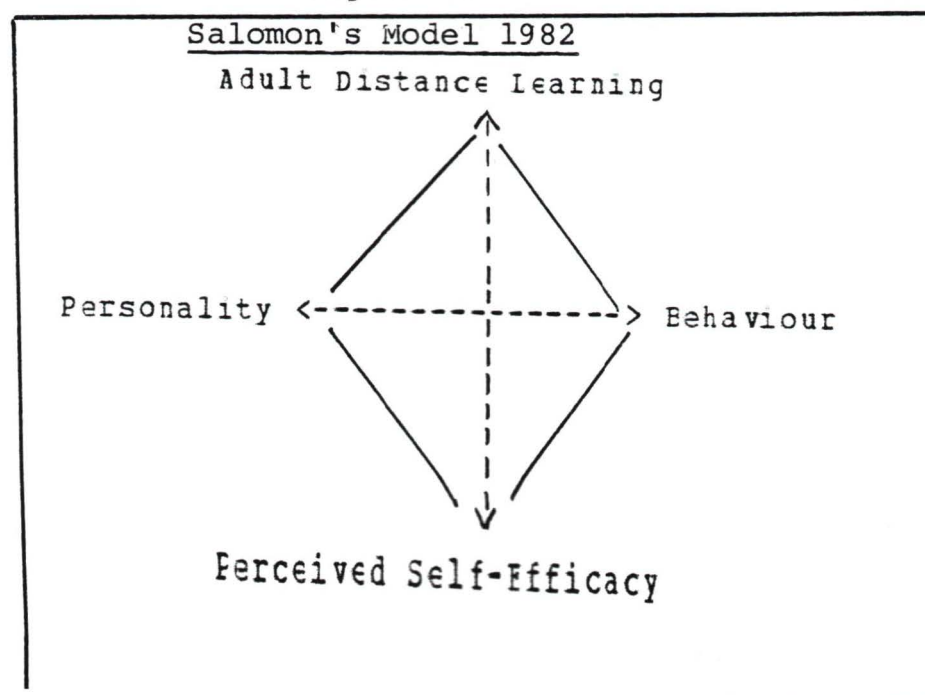 Salomon's Model 1982
Adult Distance Learning
Personality
Behaviour
Perceived Self-Efficacy